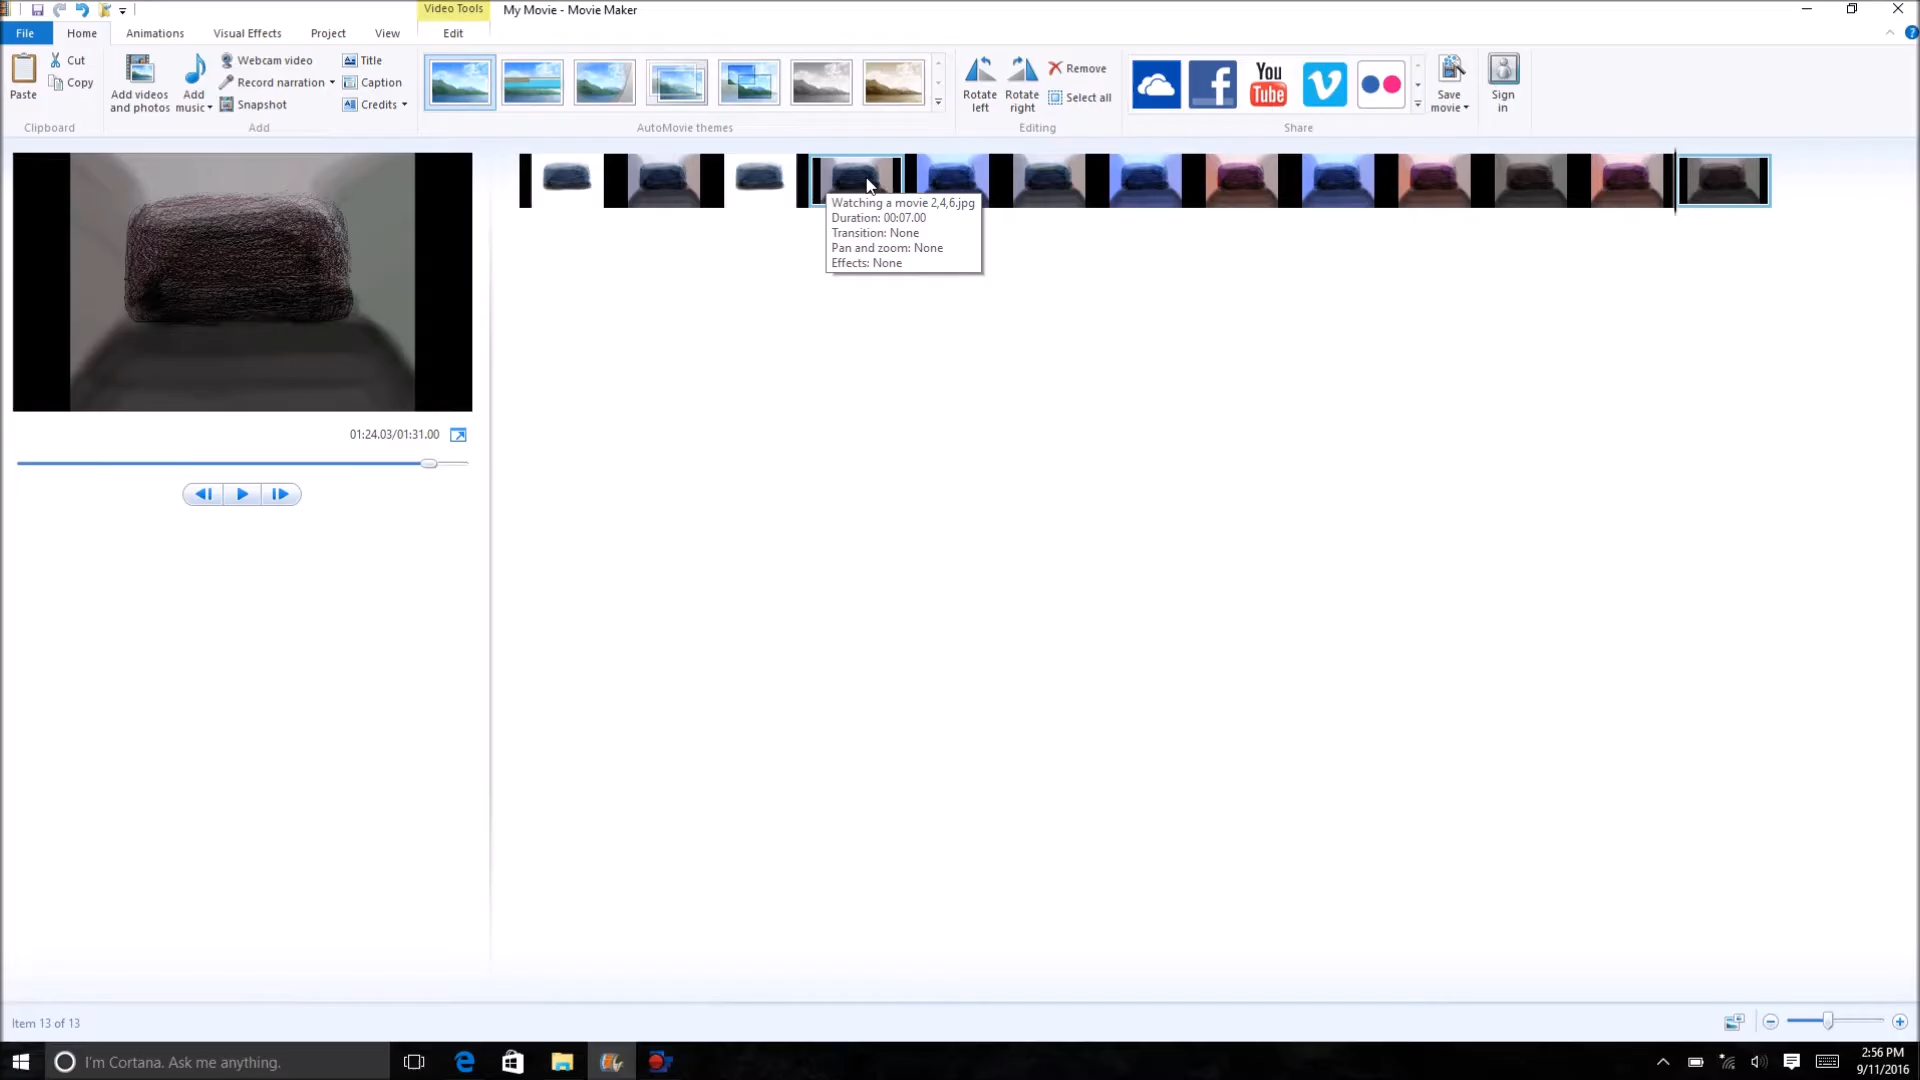 Video Tools
My Movie - Movie Maker
File
Home
Animations
Visual Effects
Project
View
Edit
Paste
Cut
Copy
Clipboard
Add videos
and photos
Add
music
Webcam video
Record narration
Snapshot
Title
Caption
Credits
Add
AutoMovie themes
Rotate
left
Rotate
right
Remove
Select all
Editing
You
Tube
Share
Save
movie
Sign
in
Watching a movie 2,4,6.jpg
Duration: 00:07.00
Transition: None
Pan and zoom: None
Effects: None
01:24.03/01:31.00
Item 13 of 13
I'm Cortana. Ask me anything.
2:56 PM
9/11/2016